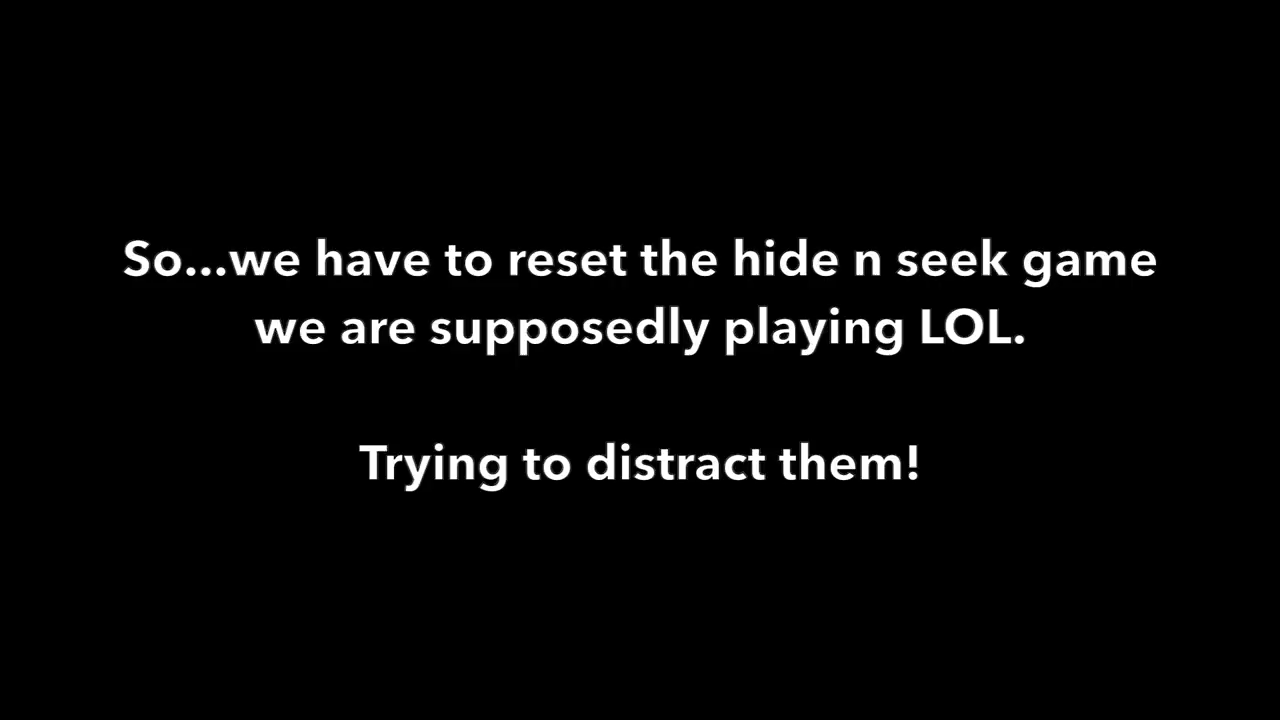 So...we have to reset the hide n seek game
we are supposedly playing LOL.
Trying to distract them!